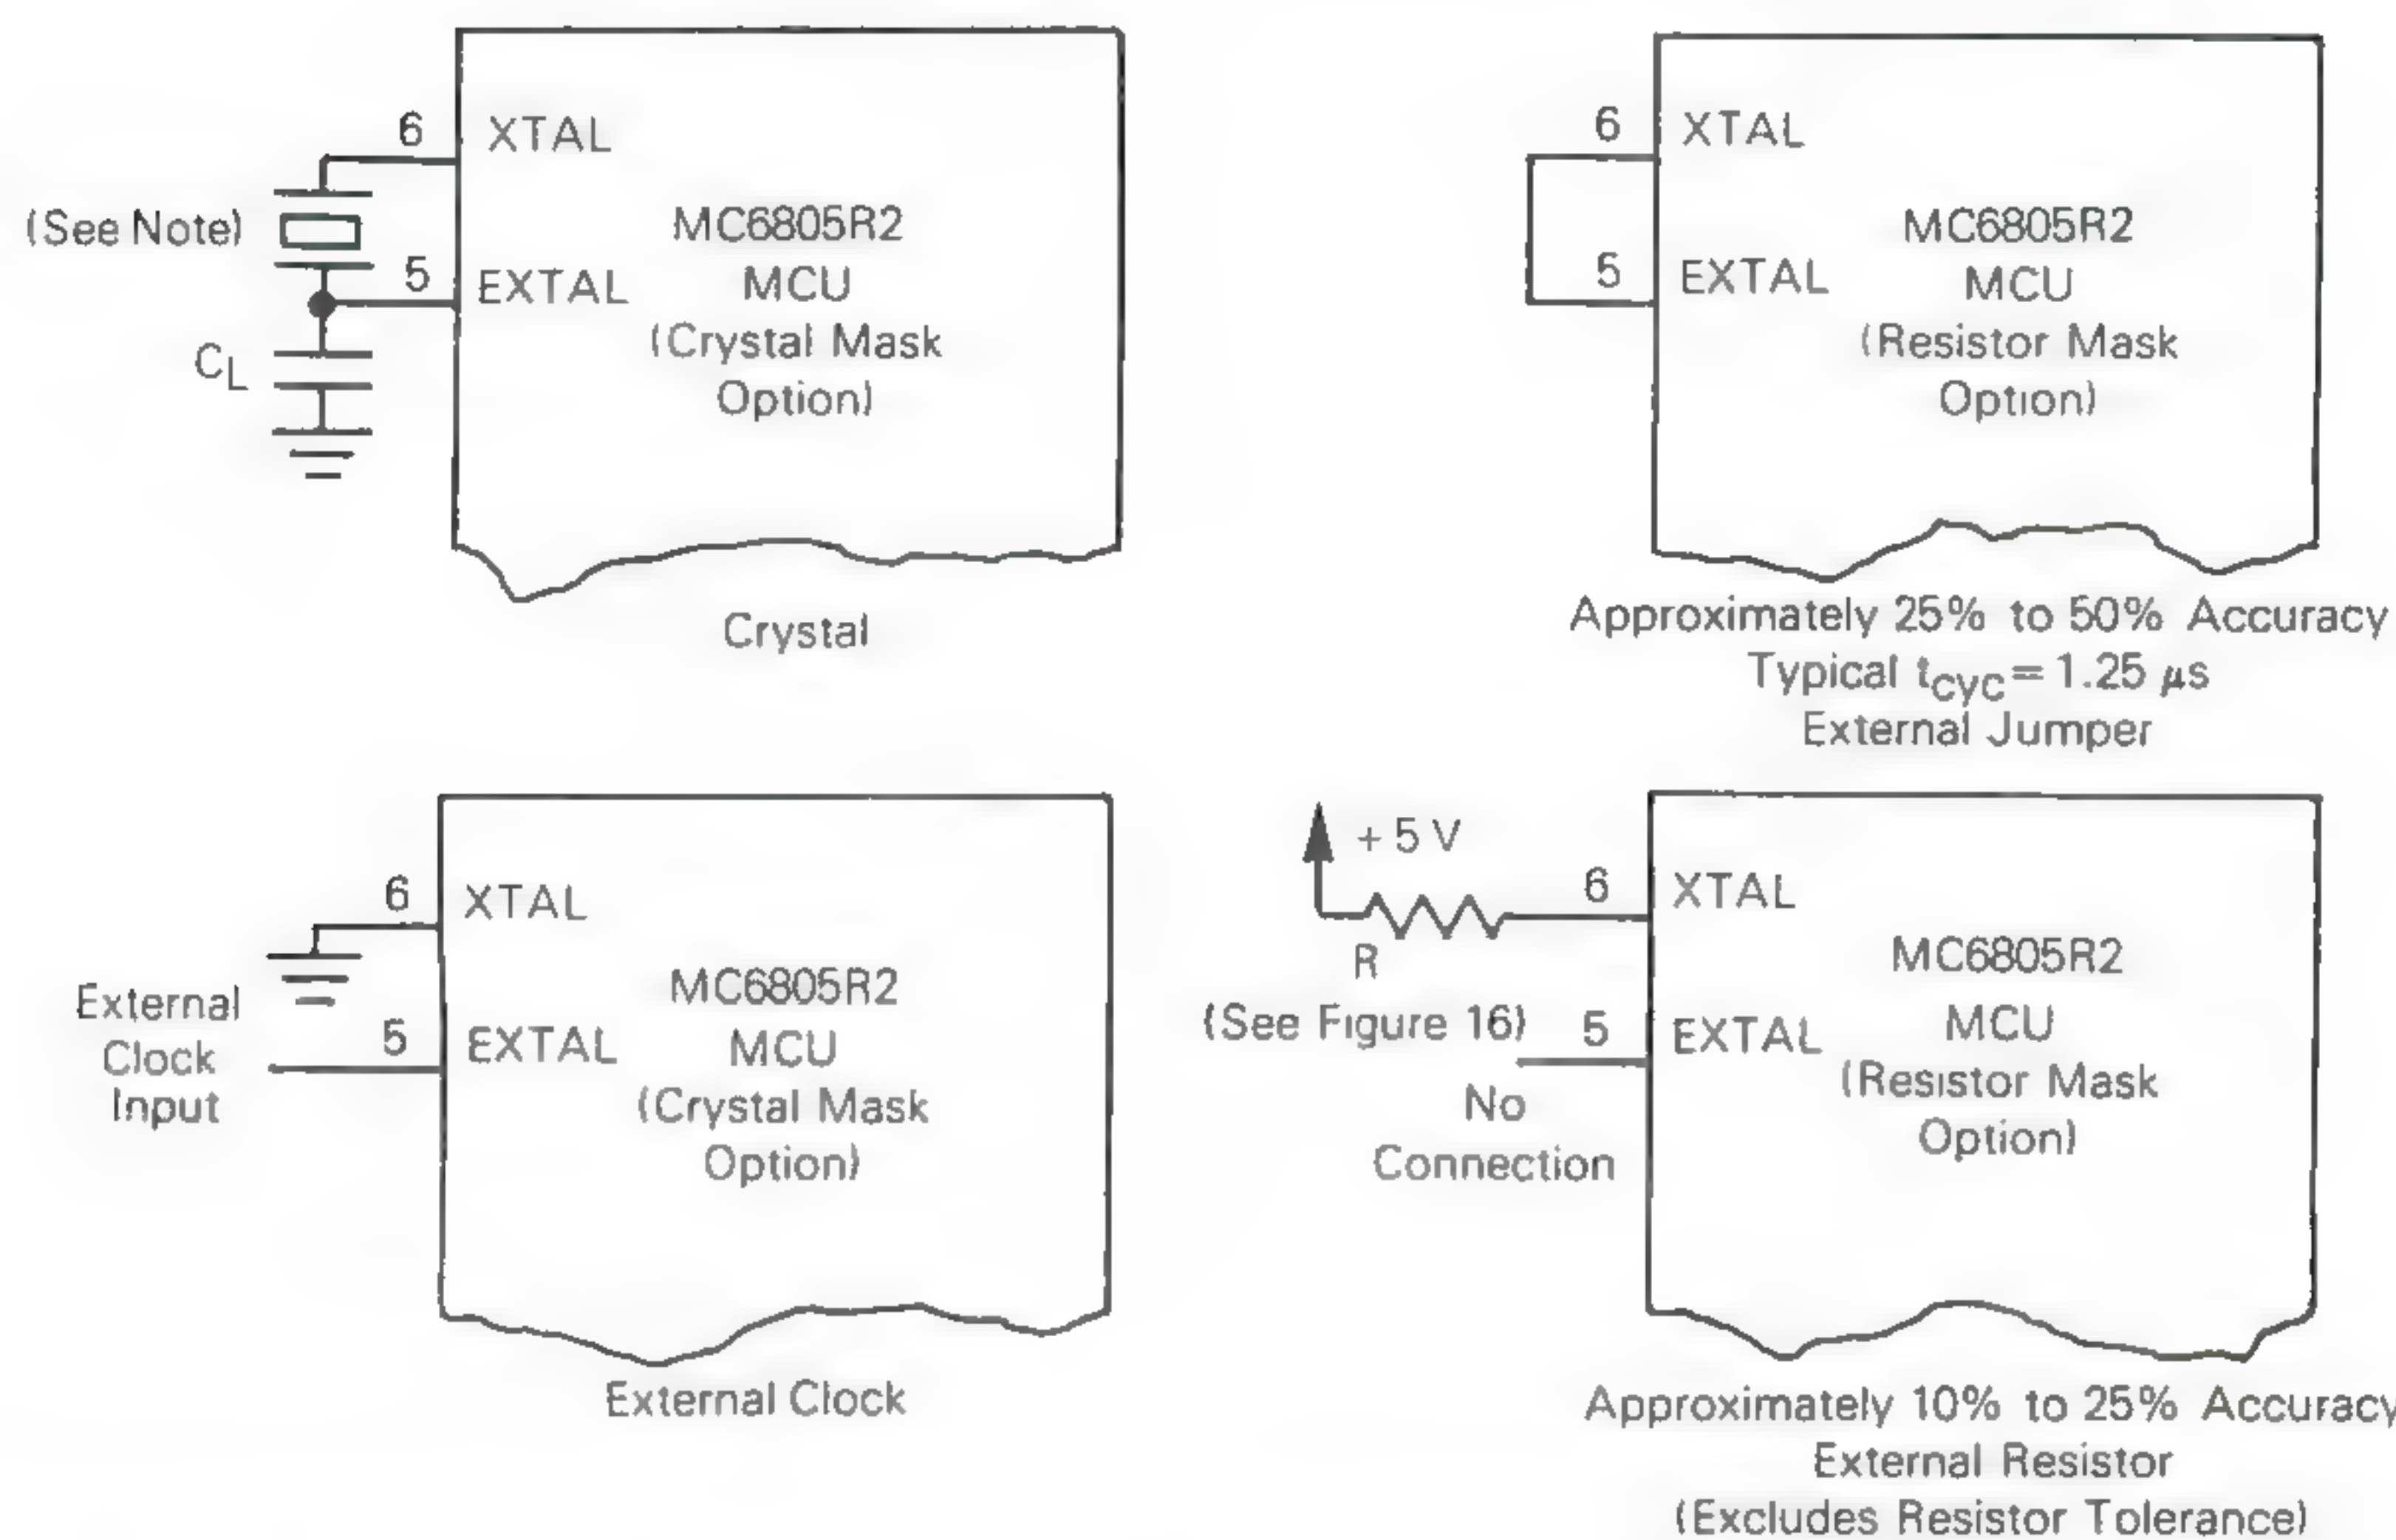 6 XTAL
(See Note)
5 EXTAL
MC6805R2
MCU
(Crystal Mask
Option)
CL
Crystal
6 XTAL
5 EXTAL
MC6805R2
MCU
(Resistor Mask
Option)
Approximately 25% to 50% Accuracy
Typical tcyc = 1.25 μs
External Jumper
6 XTAL
External
Clock
Input
5 EXTAL
MC6805R2
MCU
(Crystal Mask
Option)
External Clock
+ 5 V
6 XTAL
R
(See Figure 16)
5 EXTAL
No
Connection
MC6805R2
MCU
(Resistor Mask
Option)
Approximately 10% to 25% Accuracy
External Resistor
(Excludes Resistor Tolerance)